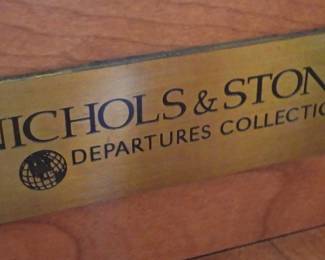 NICHOLS & STON
DEPARTURES COLLECTIO